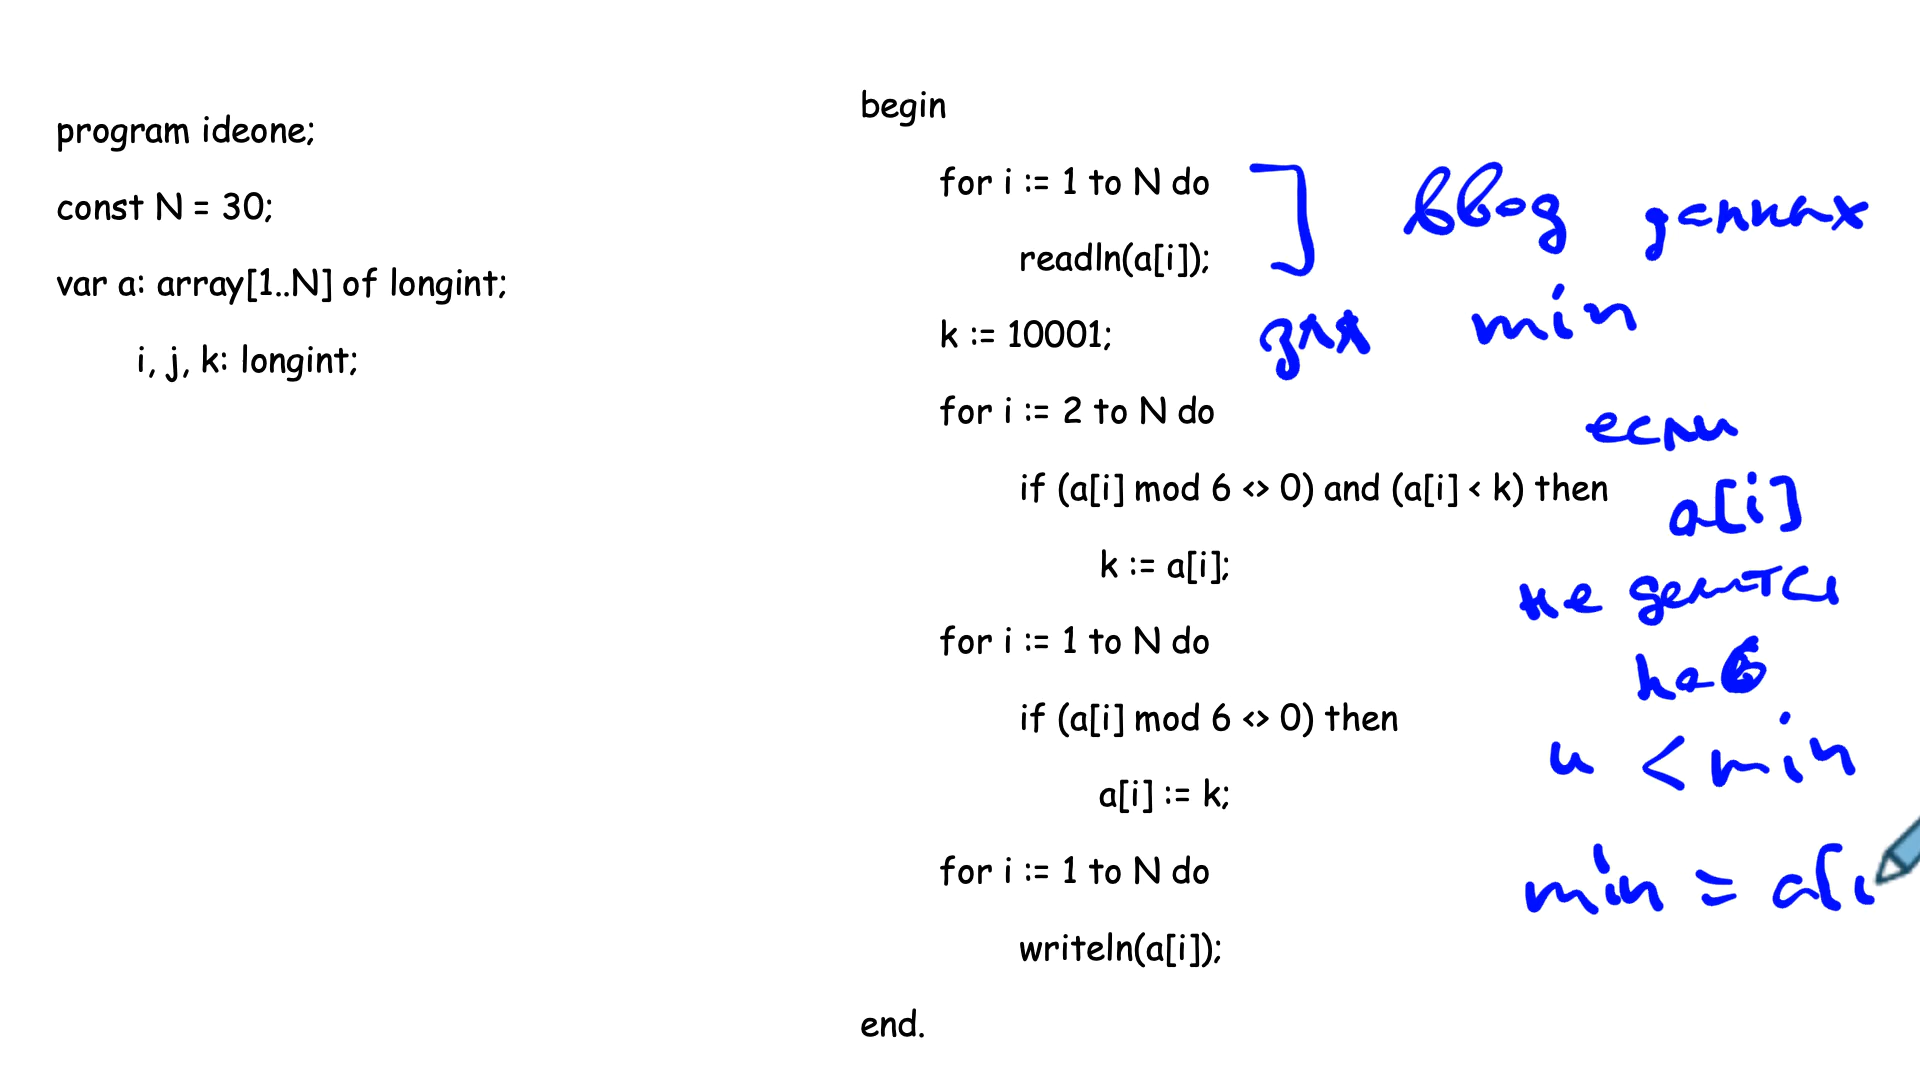 program ideone;
const N = 30;
var a: array[1..N] of longint;
i, j, k: longint;
begin
for i := 1 to N do
readln(a[i]);
k := 10001;
for i := 2 to N do
if (a[i] mod 6 <> 0) and (a[i] < k) then
k := a[i];
for i := 1 to N do
if (a[i] mod 6 <> 0) then
a[i] := k;
for i := 1 to N do
writeln(a[i]);
end.
ввод данных
для min
если
a[i]
не делится
на 6
и < min
min = a[i